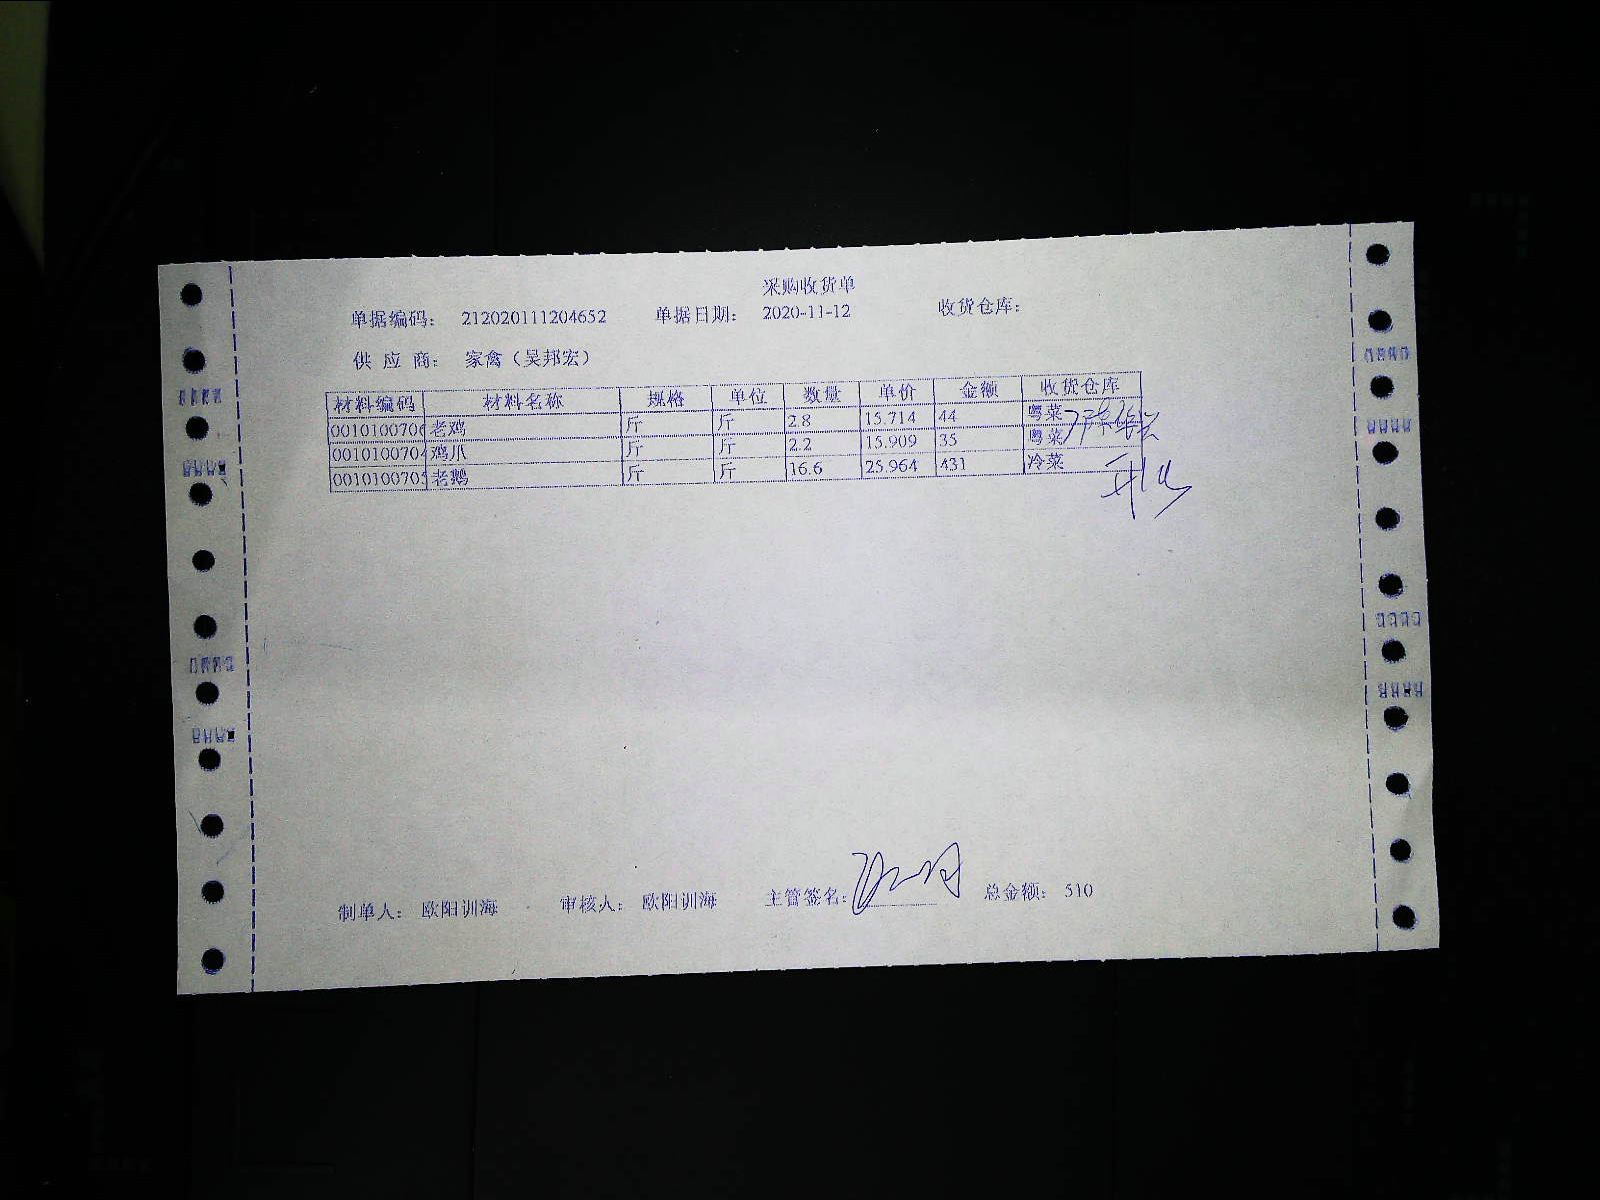 采购收货单
单据编码: 212020111204652 单据日期: 2020-11-12 收货仓库:
供 应 商: 家禽（吴邦宏）
材料编码 材料名称 规格 单位 数量 单价 金额 收货仓库
0010100706 老鸡 斤 斤 2.8 15.714 44 粤菜
0010100704 鸡爪 斤 斤 2.2 15.909 35 粤菜
0010100705 老鹅 斤 斤 16.6 25.964 431 冷菜
制单人: 欧阳训海 审核人: 欧阳训海 主管签名: 总金额: 510